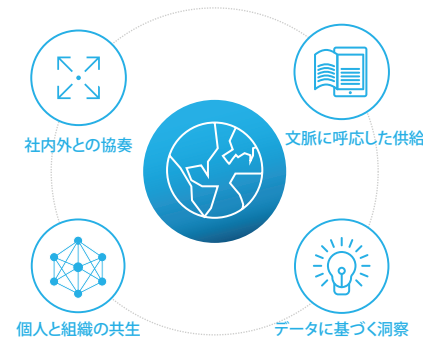 社内外との協奏
文脈に呼応した供給
個人と組織の共生
データに基づく洞察